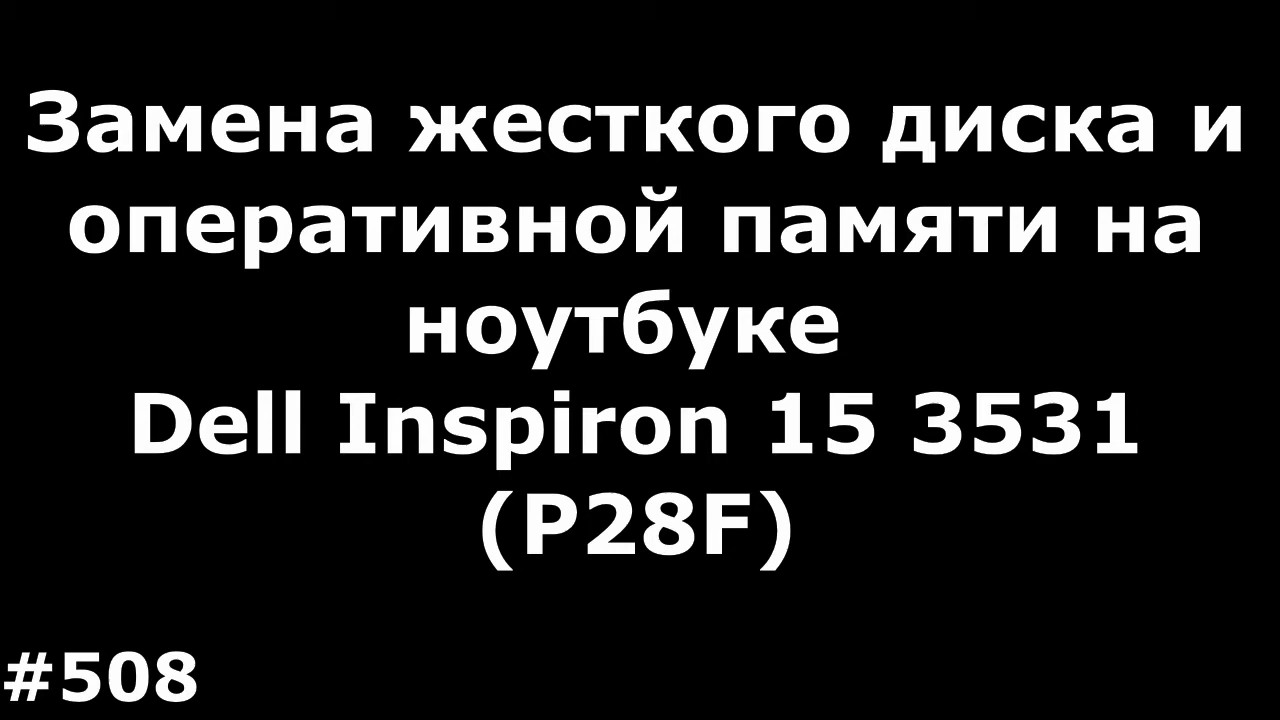 Замена жесткого диска и
оперативной памяти на
ноутбуке
Dell Inspiron 15 3531
(P28F)
#508